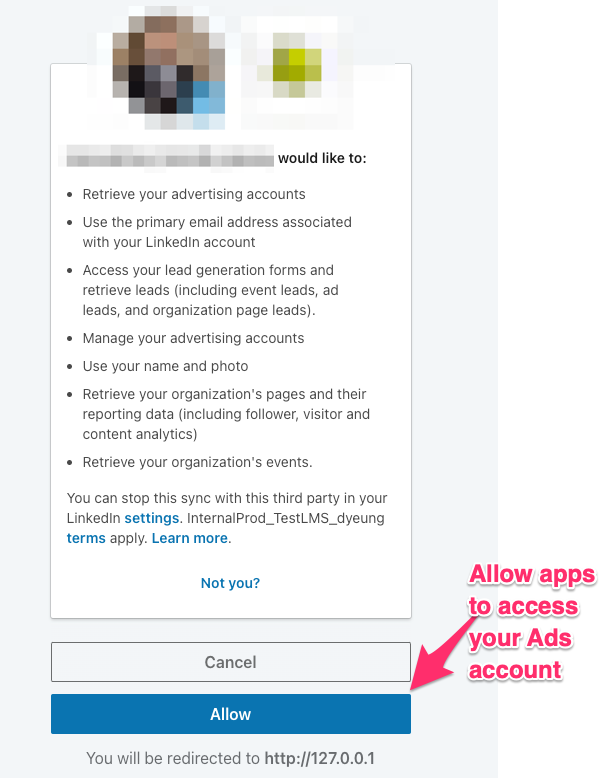 would like to:
Retrieve your advertising accounts
Use the primary email address associated
with your LinkedIn account
Access your lead generation forms and
retrieve leads (including event leads, ad
leads, and organization page leads).
Manage your advertising accounts
Use your name and photo
Retrieve your organization's pages and their
reporting data (including follower, visitor and
content analytics)
Retrieve your organization's events.
You can stop this sync with this third party in your
LinkedIn settings. InternalProd_TestLMS_dyeung
terms apply. Learn more.
Not you?
Allow apps
to access
your Ads
account
Cancel
Allow
You will be redirected to http://127.0.0.1